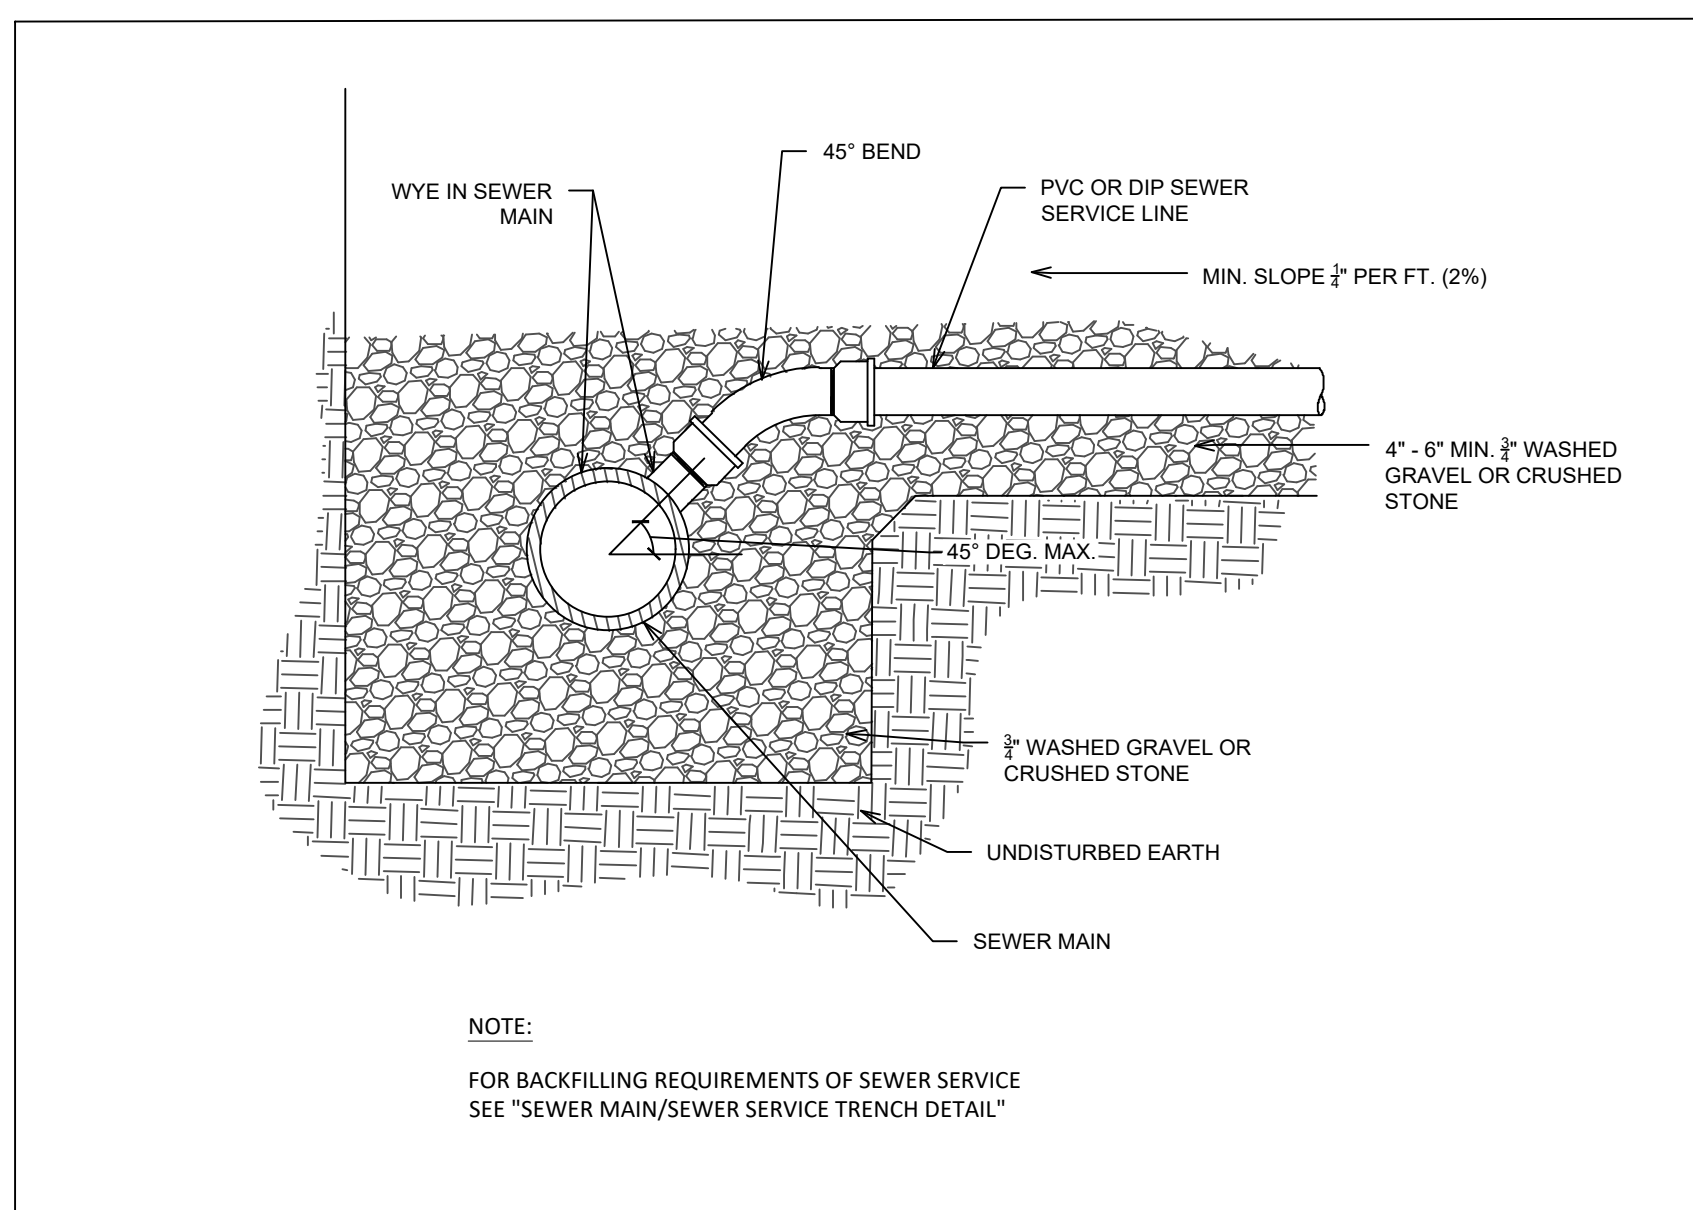 45° BEND
WYE IN SEWER
MAIN
PVC OR DIP SEWER
SERVICE LINE
MIN. SLOPE 1/4" PER FT. (2%)
4" - 6" MIN. 3/4" WASHED
GRAVEL OR CRUSHED
STONE
45° DEG. MAX.
3/4" WASHED GRAVEL OR
CRUSHED STONE
UNDISTURBED EARTH
SEWER MAIN
NOTE:
FOR BACKFILLING REQUIREMENTS OF SEWER SERVICE
SEE "SEWER MAIN/SEWER SERVICE TRENCH DETAIL"